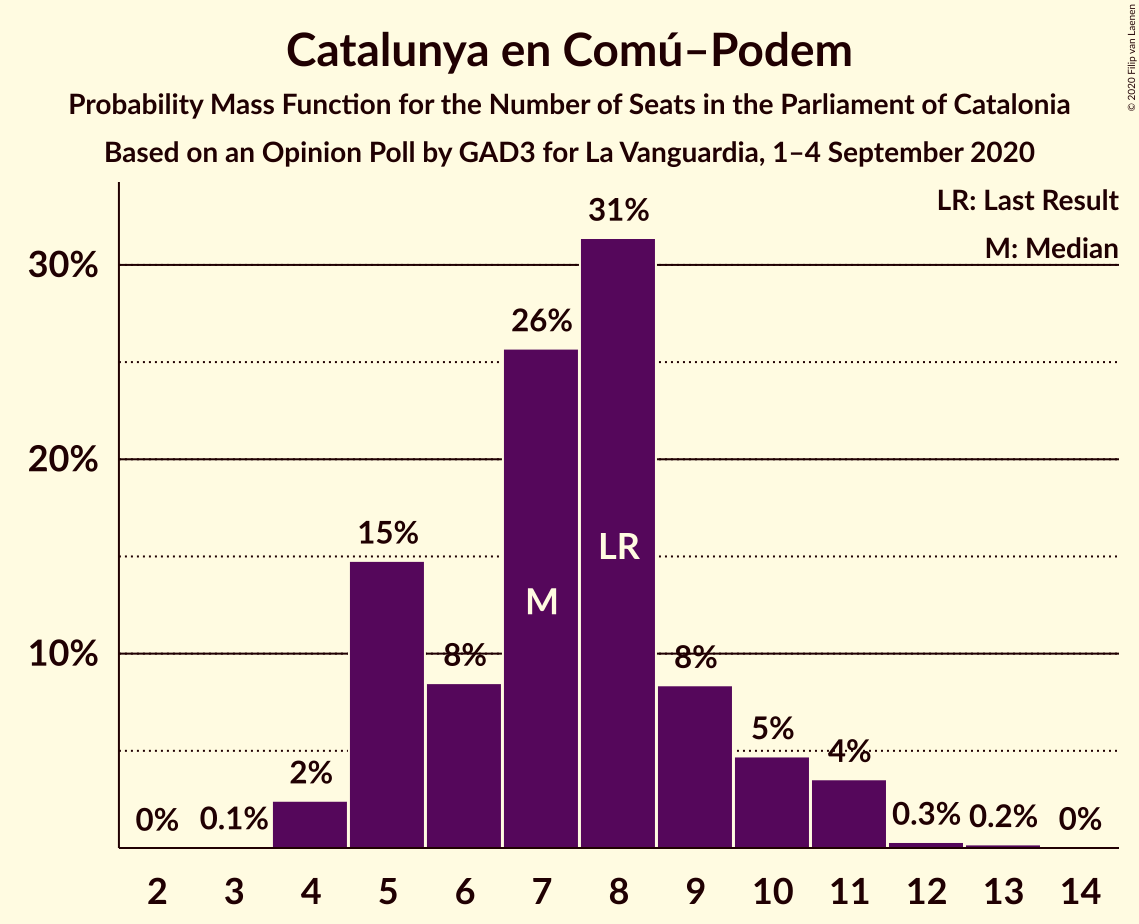 Catalunya en Comú–Podem
Probability Mass Function for the Number of Seats in the Parliament of Catalonia
Based on an Opinion Poll by GAD3 for La Vanguardia, 1–4 September 2020
© 2020 Filip van Laenen
LR: Last Result
M: Median
30%
20%
10%
0%
0.1%
2%
15%
8%
26%
31%
8%
5%
4%
0.3%
0.2%
0%
M
LR
2 3 4 5 6 7 8 9 10 11 12 13 14